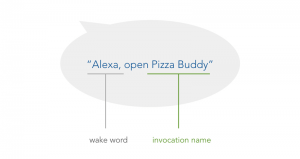 “Alexa, open Pizza Buddy”
wake word
invocation name